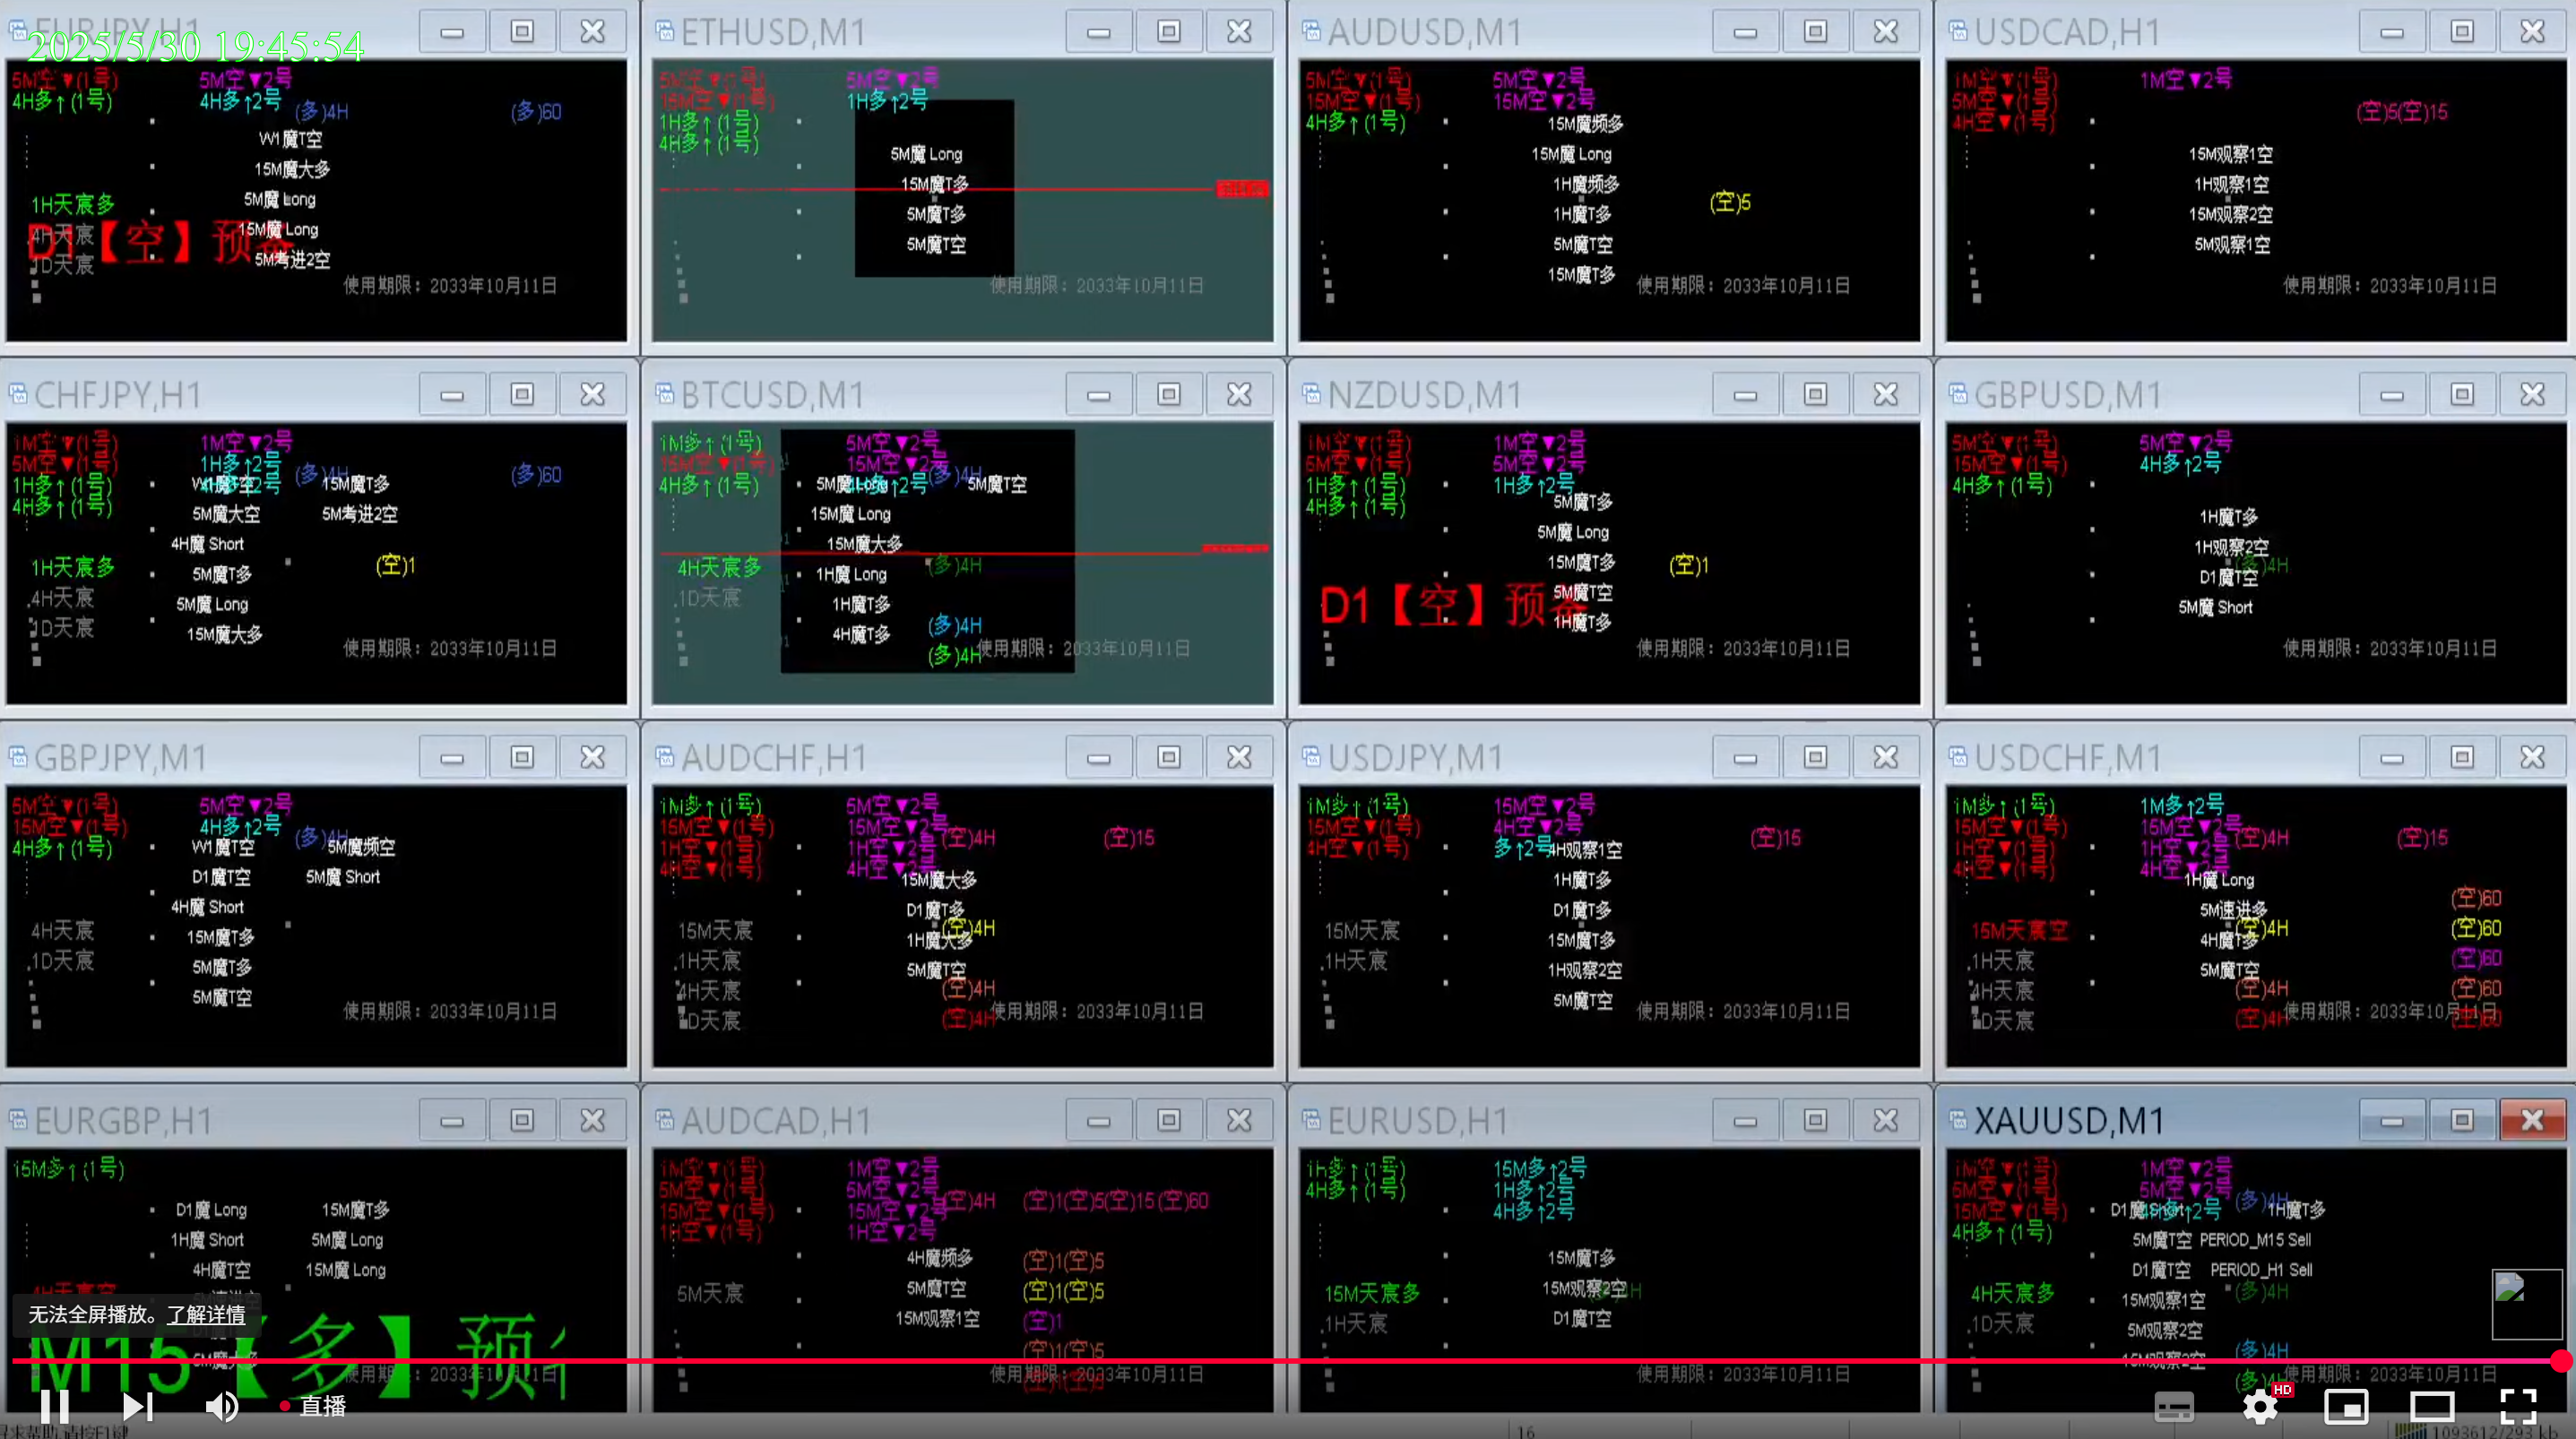 EURJPY,H1
2025/5/30 19:45:54
5M空▼(1号)
5M空▼2号
4H多↑(1号)
4H多↑2号
(多)4H
(多)60
W1魔T空
15M魔大多
5M魔 Long
1H天宸多
15M魔 Long
4H天宸
D1【空】预备
5M考进2空
1D天宸
使用期限：2033年10月11日
ETHUSD,M1
5M空▼(1号)
5M空▼2号
15M空▼(1号)
1H多↑2号
1H多↑(1号)
4H多↑(1号)
5M魔 Long
15M魔T多
5M魔T多
5M魔T空
使用期限：2033年10月11日
AUDUSD,M1
5M空▼(1号)
5M空▼2号
15M空▼(1号)
15M空▼2号
4H多↑(1号)
15M魔频多
15M魔 Long
1H魔频多
(空)5
1H魔T多
5M魔T空
15M魔T多
使用期限：2033年10月11日
USDCAD,H1
1M空▼(1号)
1M空▼2号
5M空▼(1号)
(空)5(空)15
4H空▼(1号)
15M观察1空
1H观察1空
15M观察2空
5M观察1空
使用期限：2033年10月11日
CHFJPY,H1
1M空▼(1号)
1M空▼2号
5M空▼(1号)
1H多↑2号
(多)4H
(多)60
1H多↑(1号)
4H多↑2号
15M魔T多
4H多↑(1号)
5M魔大空
5M考进2空
4H魔 Short
1H天宸多
5M魔T多
(空)1
4H天宸
5M魔 Long
1D天宸
15M魔大多
使用期限：2033年10月11日
BTCUSD,M1
1M多↑(1号)
5M空▼2号
15M空▼(1号)
15M空▼2号
(多)4H
4H多↑(1号)
5M魔 Long
4H多↑2号
5M魔T空
15M魔 Long
15M魔大多
4H天宸多
1H魔 Long
(多)4H
1D天宸
1H魔T多
(多)4H
4H魔T多
(多)4H
使用期限：2033年10月11日
NZDUSD,M1
1M空▼(1号)
1M空▼2号
5M空▼(1号)
5M空▼2号
1H多↑(1号)
1H多↑2号
4H多↑(1号)
5M魔T多
5M魔 Long
15M魔T多
(空)1
5M魔T空
D1【空】预备
1H魔T多
使用期限：2033年10月11日
GBPUSD,M1
5M空▼(1号)
5M空▼2号
15M空▼(1号)
4H多↑2号
4H多↑(1号)
1H魔T多
1H观察2空
(多)4H
D1魔T空
5M魔 Short
使用期限：2033年10月11日
GBPJPY,M1
5M空▼(1号)
5M空▼2号
15M空▼(1号)
4H多↑2号
(多)4H
4H多↑(1号)
W1魔T空
5M魔频空
D1魔T空
5M魔 Short
4H魔 Short
4H天宸
15M魔T多
1D天宸
5M魔T多
5M魔T空
使用期限：2033年10月11日
AUDCHF,H1
1M多↑(1号)
5M空▼2号
15M空▼(1号)
15M空▼2号
(空)4H
(空)15
1H空▼(1号)
1H空▼2号
4H空▼(1号)
4H空▼2号
15M魔大多
D1魔T多
15M天宸
(空)4H
1H魔大多
1H天宸
5M魔T空
4H天宸
(空)4H
1D天宸
(空)4H
使用期限：2033年10月11日
USDJPY,M1
1M多↑(1号)
15M空▼2号
15M空▼(1号)
4H空▼2号
(空)15
4H空▼(1号)
多↑2号
4H观察1空
1H魔T多
D1魔T多
15M天宸
15M魔T多
1H天宸
1H观察2空
5M魔T空
使用期限：2033年10月11日
USDCHF,M1
1M多↑(1号)
1M多↑2号
15M空▼(1号)
15M空▼2号
(空)4H
(空)15
1H空▼(1号)
1H空▼2号
4H空▼(1号)
4H空▼2号
1H魔 Long
(空)60
5M速进多
15M天宸空
(空)4H
(空)60
4H魔T多
1H天宸
5M魔T空
(空)60
4H天宸
(空)4H
(空)60
1D天宸
(空)4H
使用期限：2033年10月11日
(空)60
EURGBP,H1
15M多↑(1号)
D1魔 Long
15M魔T多
1H魔 Short
5M魔 Long
4H魔T空
15M魔 Long
4H天宸空
无法全屏播放。了解详情
M15【多】预
AUDCAD,H1
1M空▼(1号)
1M空▼2号
5M空▼(1号)
5M空▼2号
(空)4H
(空)1(空)5(空)15(空)60
15M空▼(1号)
15M空▼2号
1H空▼(1号)
1H空▼2号
4H魔频多
(空)1(空)5
5M魔T空
5M天宸
(空)1(空)5
15M观察1空
(空)1
(空)1(空)5
使用期限：2033年10月11日
EURUSD,H1
1H多↑(1号)
15M多↑2号
4H多↑(1号)
1H多↑2号
4H多↑2号
15M魔T多
15M天宸多
15M观察2空
1H天宸
D1魔T空
使用期限：2033年10月11日
XAUUSD,M1
1M空▼(1号)
1M空▼2号
5M空▼(1号)
5M空▼2号
(多)4H
15M空▼(1号)
D1魔 Short
4H多↑2号
1H魔T多
4H多↑(1号)
5M魔T空
PERIOD_M15 Sell
D1魔T空
PERIOD_H1 Sell
4H天宸多
15M观察1空
(多)4H
1D天宸
5M观察2空
(多)4H
15M观察2空
使用期限：2033年10月11日
直播
HD
16
1093612/293 kb